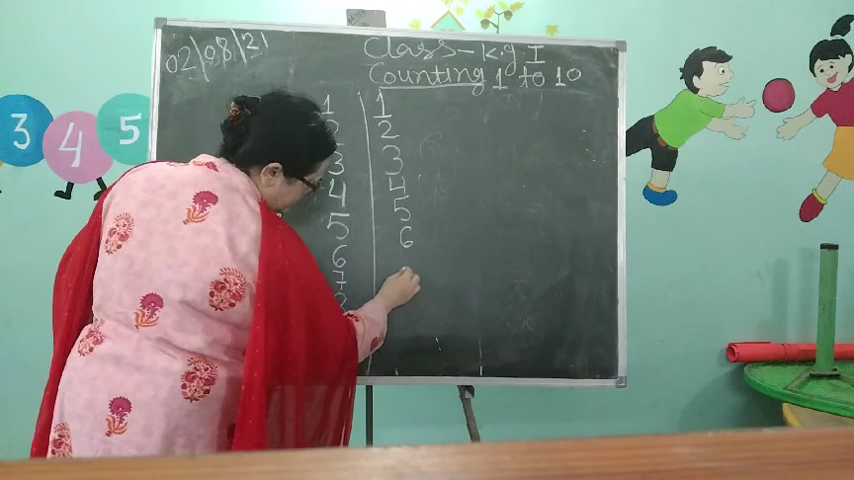 02/08/21
Class - K.g I
Counting 1 to 10
1 1
2 2
3 3
4 4
5 5
6 6
7
3 4 5